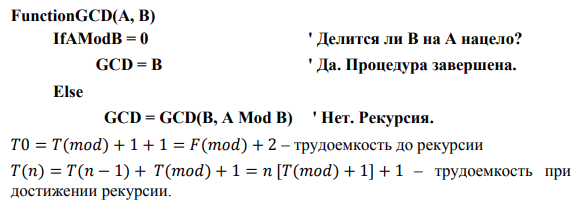 FunctionGCD(A, B)
IfAModB = 0 ' Делится ли B на A нацело?
GCD = B ' Да. Процедура завершена.
Else
GCD = GCD(B, A Mod B) ' Нет. Рекурсия.
T0 = T(mod) + 1 + 1 = F(mod) + 2 – трудоемкость до рекурсии
T(n) = T(n − 1) + T(mod) + 1 = n [T(mod) + 1] + 1 – трудоемкость при
достижении рекурсии.